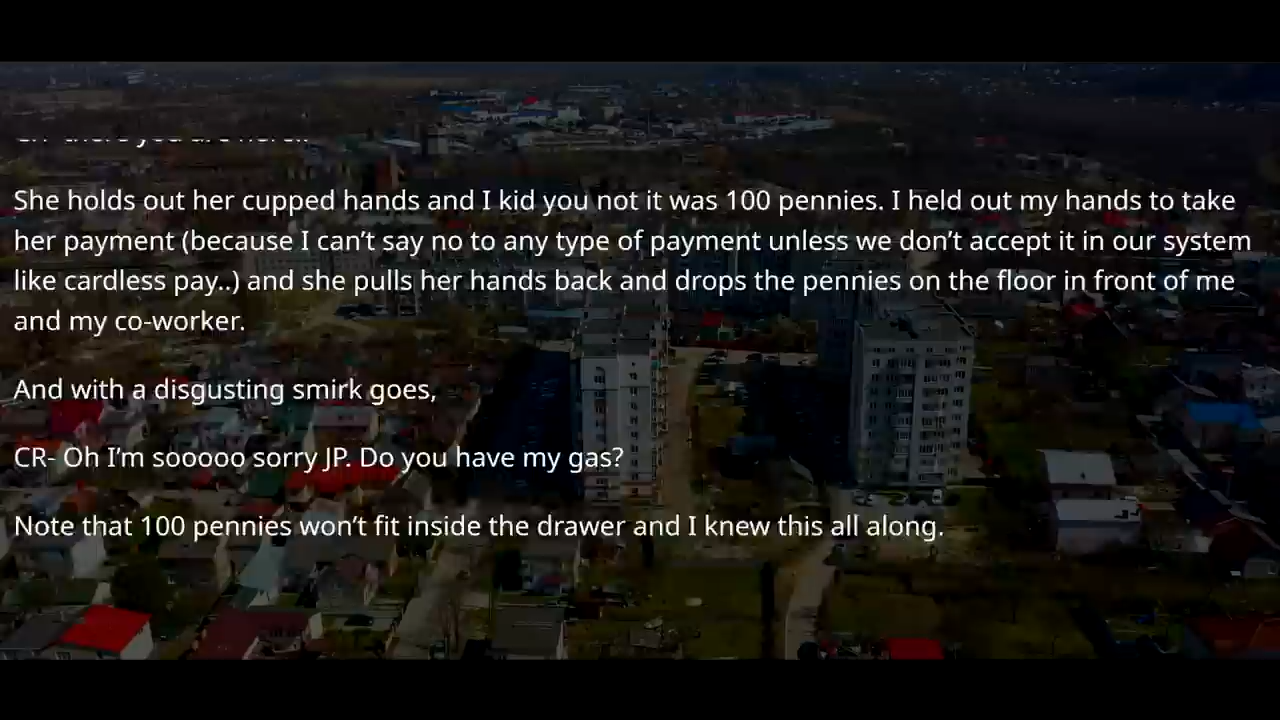 She holds out her cupped hands and I kid you not it was 100 pennies. I held out my hands to take
her payment (because I can’t say no to any type of payment unless we don’t accept it in our system
like cardless pay..) and she pulls her hands back and drops the pennies on the floor in front of me
and my co-worker.
And with a disgusting smirk goes,
CR- Oh I’m sooooo sorry JP. Do you have my gas?
Note that 100 pennies won’t fit inside the drawer and I knew this all along.